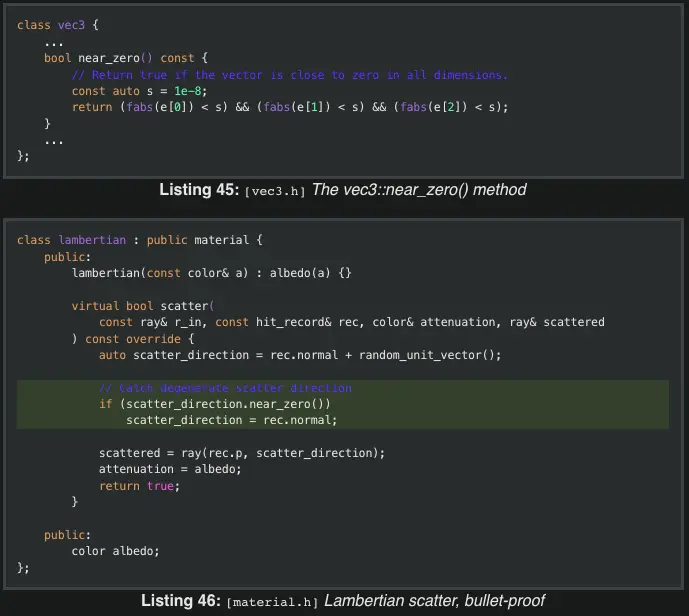 class vec3 {
...
bool near_zero() const {
// Return true if the vector is close to zero in all dimensions.
const auto s = 1e-8;
return (fabs(e[0]) < s) && (fabs(e[1]) < s) && (fabs(e[2]) < s);
}
...
};
Listing 45: [vec3.h] The vec3::near_zero() method
class lambertian : public material {
public:
lambertian(const color& a) : albedo(a) {}
virtual bool scatter(
const ray& r_in, const hit_record& rec, color& attenuation, ray& scattered
) const override {
auto scatter_direction = rec.normal + random_unit_vector();
// Catch degenerate scatter direction
if (scatter_direction.near_zero())
scatter_direction = rec.normal;
scattered = ray(rec.p, scatter_direction);
attenuation = albedo;
return true;
}
public:
color albedo;
};
Listing 46: [material.h] Lambertian scatter, bullet-proof